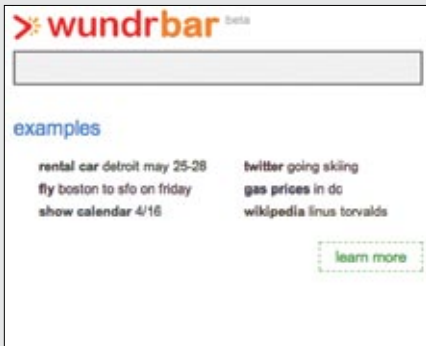 wundrbar beta
examples
rental car detroit may 25-28
fly boston to sfo on friday
show calendar 4/16
twitter going skiing
gas prices in dc
wikipedia linus torvalds
learn more